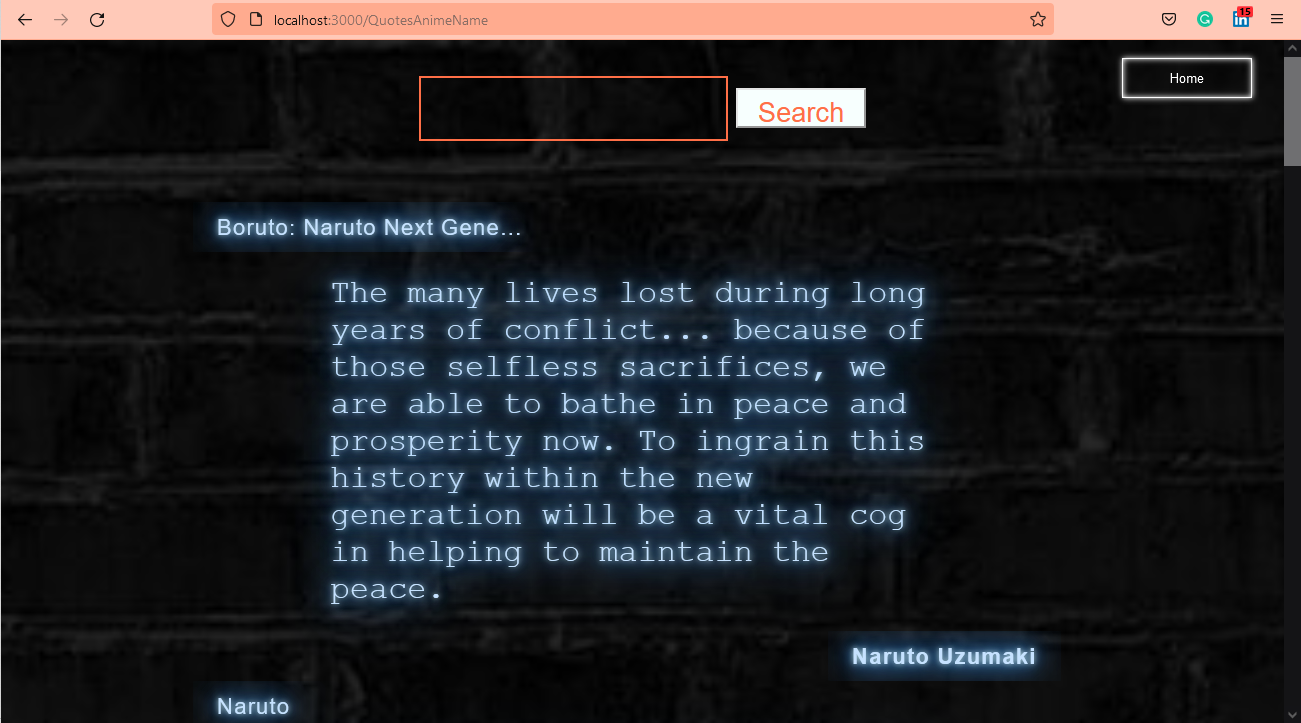 localhost:3000/QuotesAnimeName
15
Home
Search
Boruto: Naruto Next Gene...
The many lives lost during long
years of conflict... because of
those selfless sacrifices, we
are able to bathe in peace and
prosperity now. To ingrain this
history within the new
generation will be a vital cog
in helping to maintain the
peace.
Naruto Uzumaki
Naruto